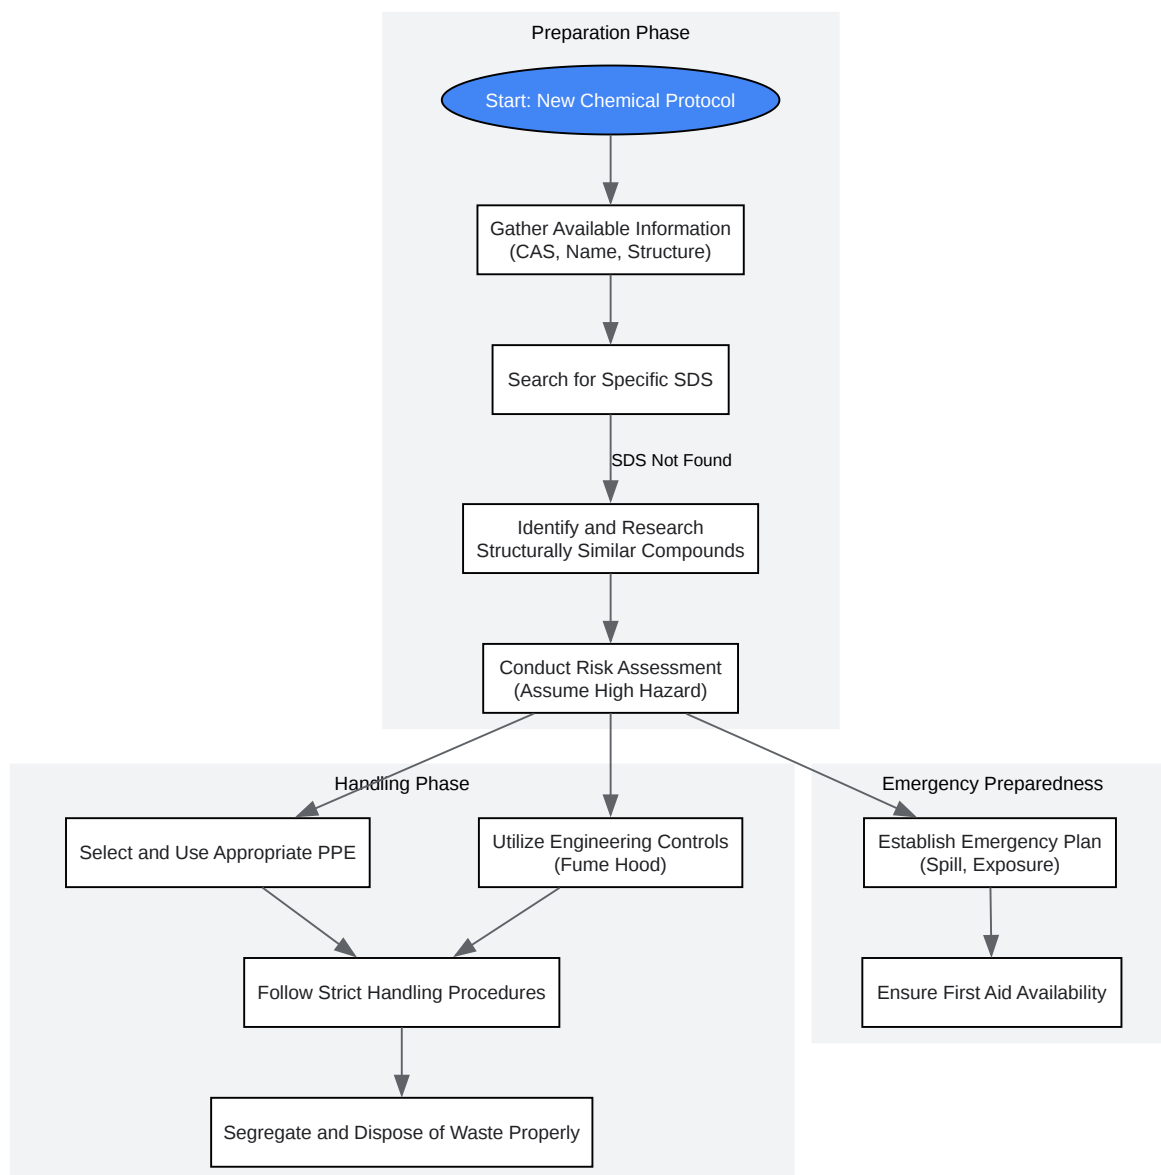 Preparation Phase
Start: New Chemical Protocol
Gather Available Information
(CAS, Name, Structure)
Search for Specific SDS
SDS Not Found
Identify and Research
Structurally Similar Compounds
Conduct Risk Assessment
(Assume High Hazard)
Handling Phase
Select and Use Appropriate PPE
Utilize Engineering Controls
(Fume Hood)
Follow Strict Handling Procedures
Segregate and Dispose of Waste Properly
Emergency Preparedness
Establish Emergency Plan
(Spill, Exposure)
Ensure First Aid Availability